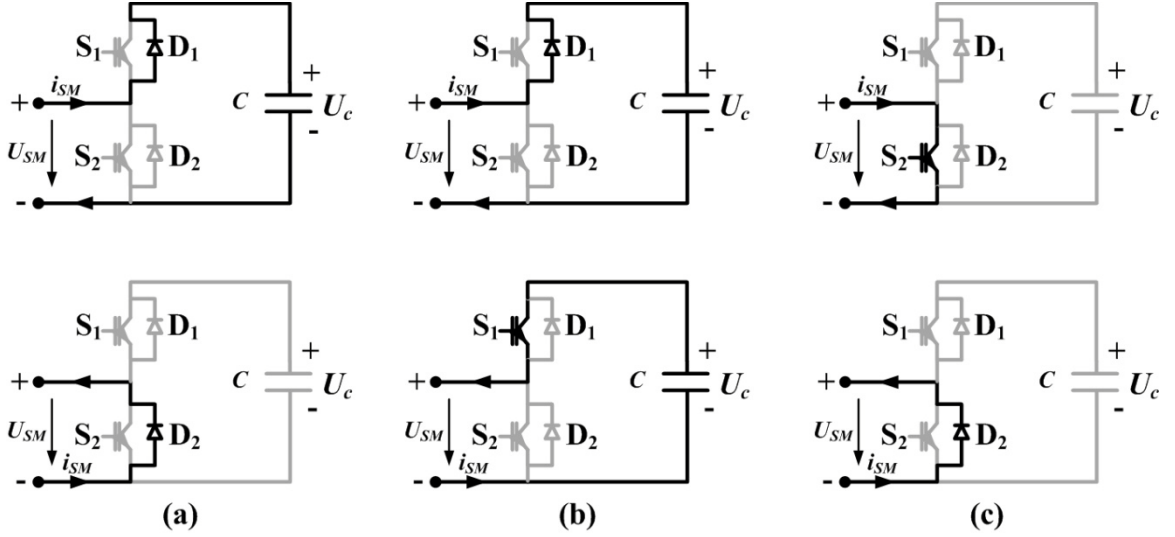 S1 D1 + iSM + C Uc - USM S2 D2 -
S1 D1 + iSM + C Uc - USM S2 D2 -
S1 D1 + iSM + C Uc - USM S2 D2 -
S1 D1 + + C Uc - USM S2 D2 iSM -
S1 D1 + + C Uc - USM S2 D2 iSM -
S1 D1 + + C Uc - USM S2 D2 iSM -
(a) (b) (c)